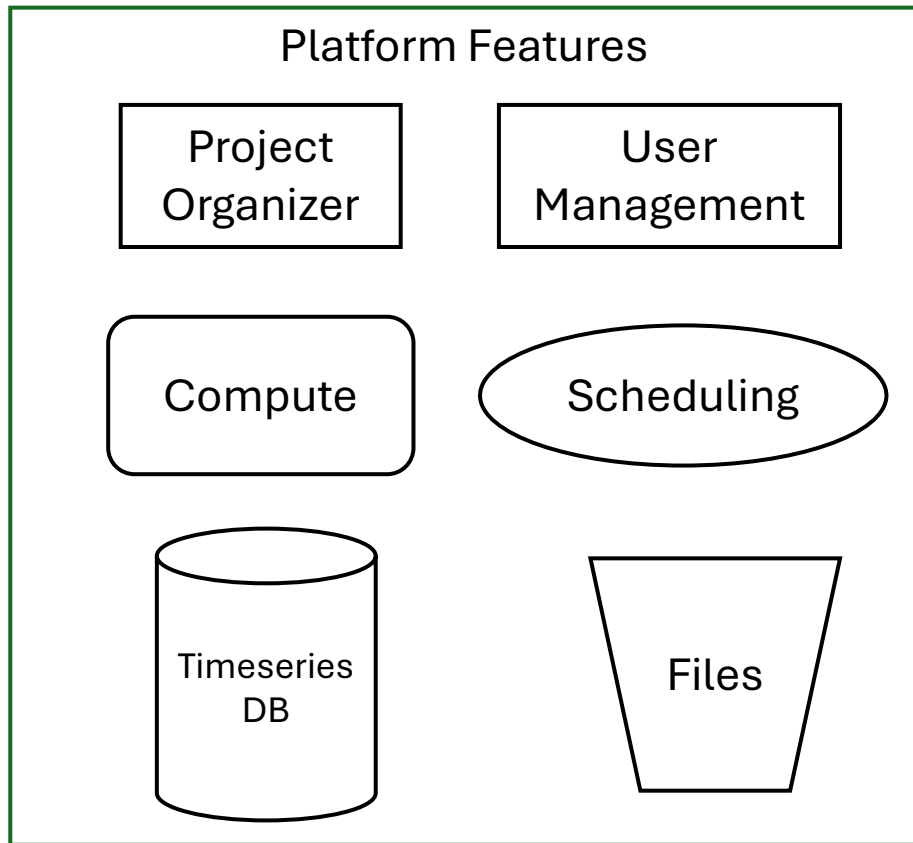 Platform Features
Project
Organizer
User
Management
Compute
Scheduling
Timeseries
DB
Files